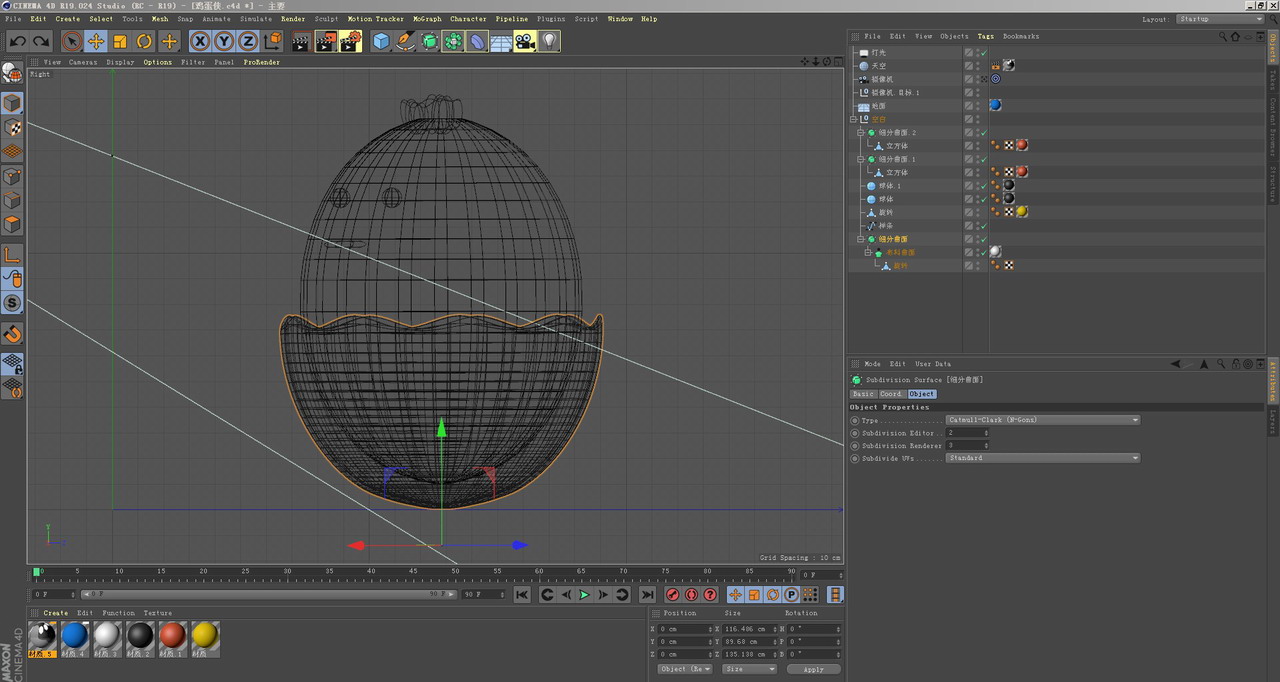 CINEMA 4D R19.024 Studio (RC - R19) - [鸡蛋侠.c4d *] - 主要
File Edit Create Select Tools Mesh Snap Animate Simulate Render Sculpt Motion Tracker MoGraph Character Pipeline Plugins Script Window Help
Layout: Startup
View Cameras Display Options Filter Panel ProRender
Right
Grid Spacing : 10 cm
File Edit View Objects Tags Bookmarks
灯光
天空
摄像机
摄像机.目标.1
地面
空白
细分曲面.2
立方体
细分曲面.1
立方体
球体.1
球体
旋转
样条
细分曲面
布料曲面
旋转
Objects
Takes
Content Browser
Structure
Mode Edit User Data
Subdivision Surface [细分曲面]
Basic Coord. Object
Object Properties
Type Catmull-Clark (N-Gons)
Subdivision Editor 2
Subdivision Renderer 3
Subdivide UVs Standard
Attributes
Layers
0 5 10 15 20 25 30 35 40 45 50 55 60 65 70 75 80 85 90 0 F
0 F 0 F 90 F 90 F
Create Edit Function Texture
材质.5 材质.4 材质.3 材质.2 材质.1 材质
Position Size Rotation
X 0 cm X 116.486 cm H 0 °
Y 0 cm Y 89.68 cm P 0 °
Z 0 cm Z 135.138 cm B 0 °
Object (Re Size Apply
MAXON
CINEMA 4D